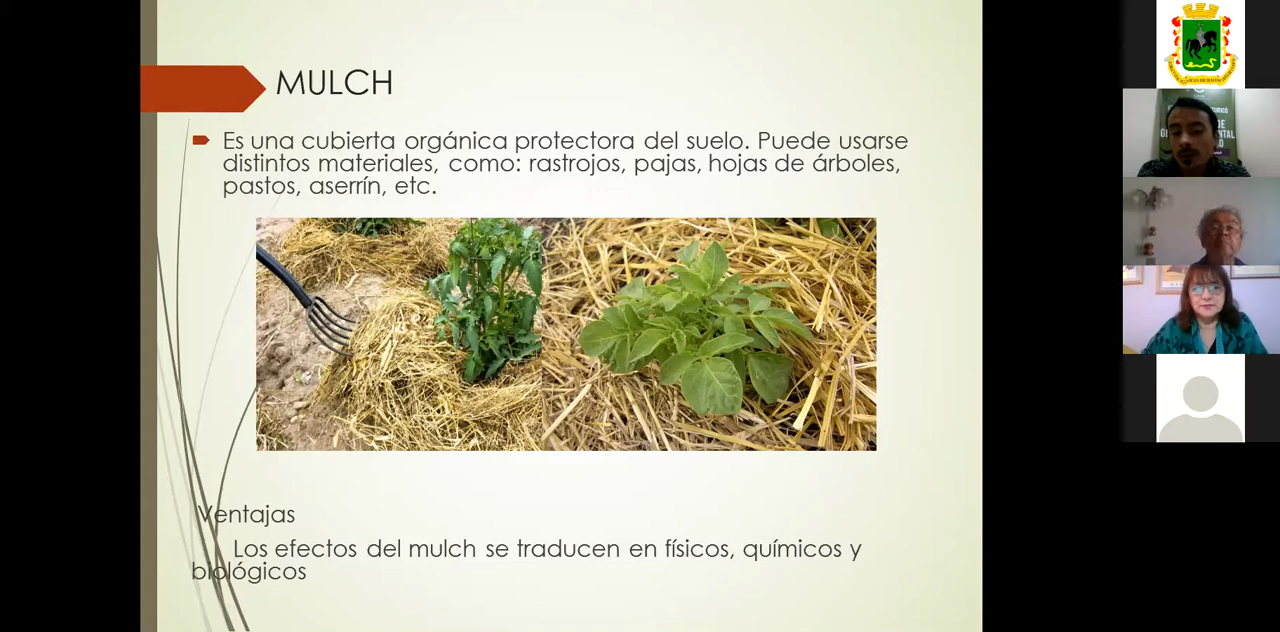 MULCH
Es una cubierta orgánica protectora del suelo. Puede usarse
distintos materiales, como: rastrojos, pajas, hojas de árboles,
pastos, aserrín, etc.
Ventajas
Los efectos del mulch se traducen en físicos, químicos y
biológicos